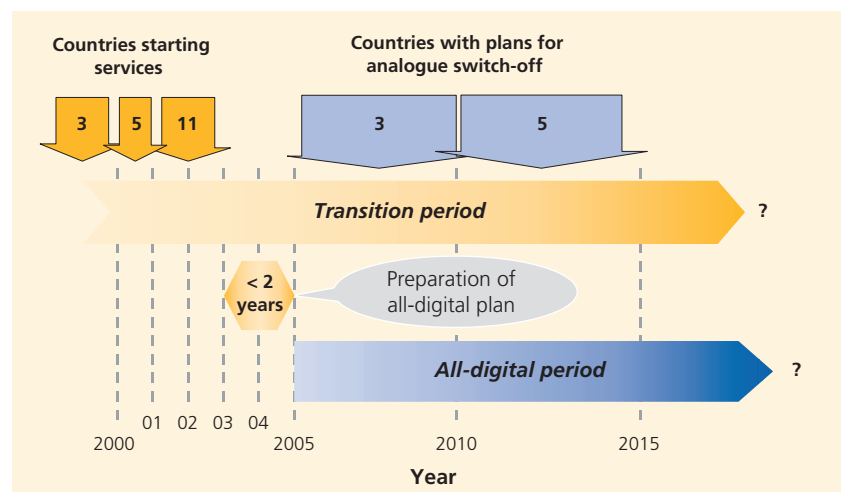 Countries starting
services
Countries with plans for
analogue switch-off
3
5
11
3
5
Transition period
?
< 2
years
Preparation of
all-digital plan
All-digital period
?
01
02
03
04
2000
2005
2010
2015
Year